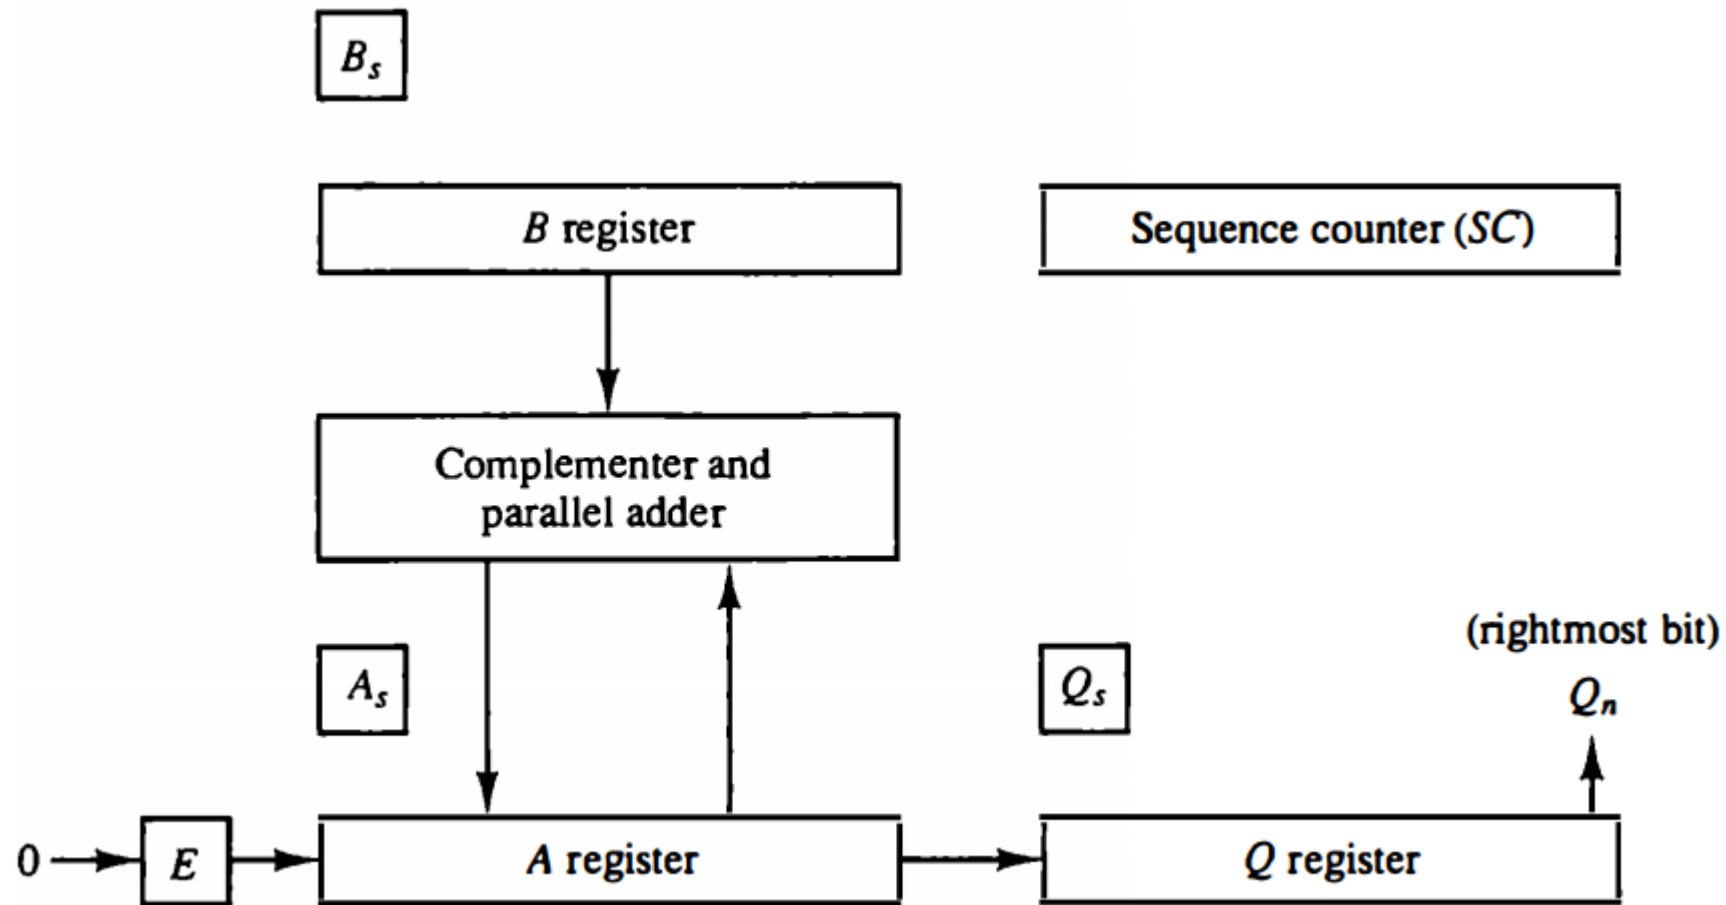 Bs
B register
Sequence counter (SC)
Complementer and
parallel adder
(rightmost bit)
As
Qs
Qn
0
E
A register
Q register